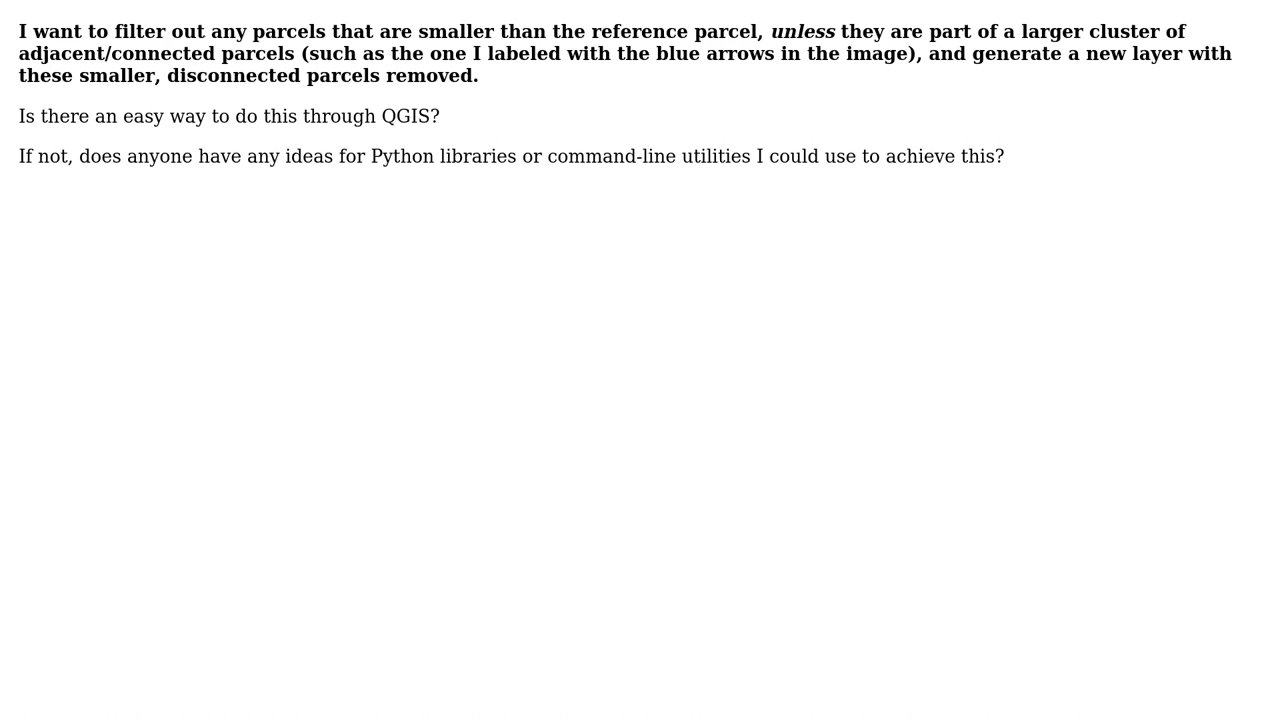 I want to filter out any parcels that are smaller than the reference parcel, unless they are part of a larger cluster of
adjacent/connected parcels (such as the one I labeled with the blue arrows in the image), and generate a new layer with
these smaller, disconnected parcels removed.
Is there an easy way to do this through QGIS?
If not, does anyone have any ideas for Python libraries or command-line utilities I could use to achieve this?